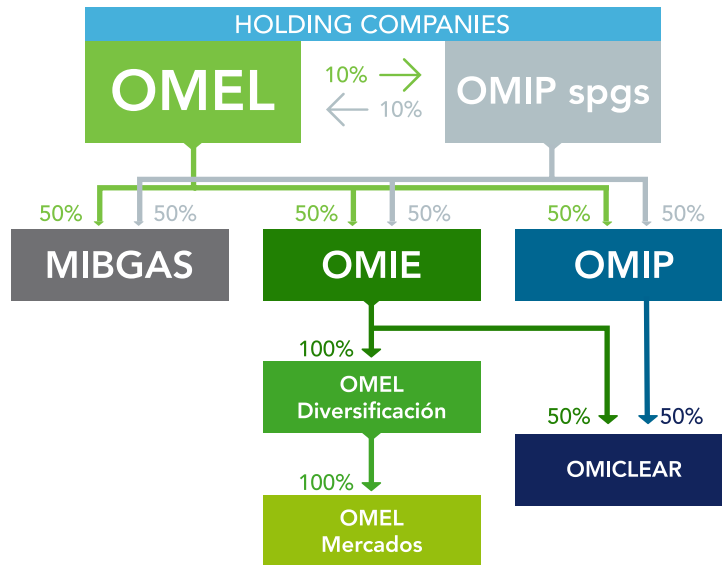 HOLDING COMPANIES
OMEL
10%
10%
OMIP spgs
50%
50%
50%
50%
50%
50%
MIBGAS
OMIE
OMIP
100%
OMEL
Diversificación
50%
50%
OMICLEAR
100%
OMEL
Mercados